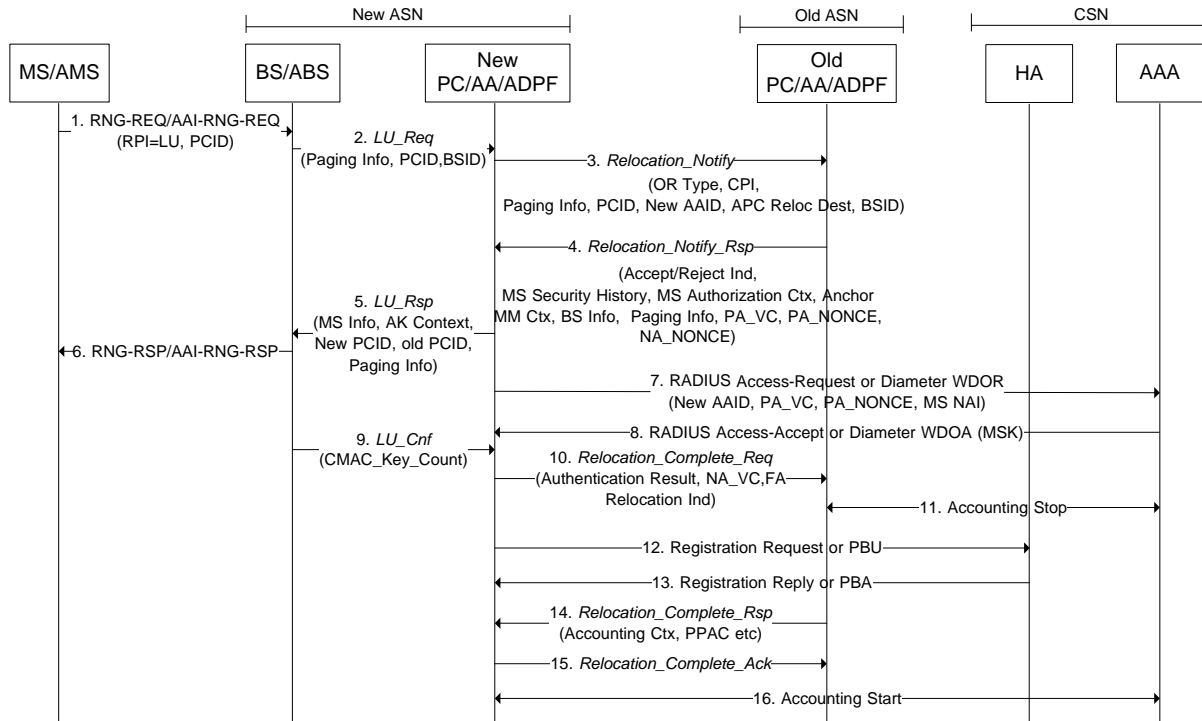 New ASN
Old ASN
CSN
MS/AMS
BS/ABS
New
PC/AA/ADPF
Old
PC/AA/ADPF
HA
AAA
1. RNG-REQ/AAI-RNG-REQ
(RPI=LU, PCID)
2. LU_Req
(Paging Info, PCID,BSID)
3. Relocation_Notify
(OR Type, CPI,
Paging Info, PCID, New AAID, APC Reloc Dest, BSID)
4. Relocation_Notify_Rsp
(Accept/Reject Ind,
MS Security History, MS Authorization Ctx, Anchor
MM Ctx, BS Info, Paging Info, PA_VC, PA_NONCE,
NA_NONCE)
5. LU_Rsp
(MS Info, AK Context,
New PCID, old PCID,
Paging Info)
6. RNG-RSP/AAI-RNG-RSP
7. RADIUS Access-Request or Diameter WDOR
(New AAID, PA_VC, PA_NONCE, MS NAI)
8. RADIUS Access-Accept or Diameter WDOA (MSK)
9. LU_Cnf
(CMAC_Key_Count)
10. Relocation_Complete_Req
(Authentication Result, NA_VC,FA
Relocation Ind)
11. Accounting Stop
12. Registration Request or PBU
13. Registration Reply or PBA
14. Relocation_Complete_Rsp
(Accounting Ctx, PPAC etc)
15. Relocation_Complete_Ack
16. Accounting Start